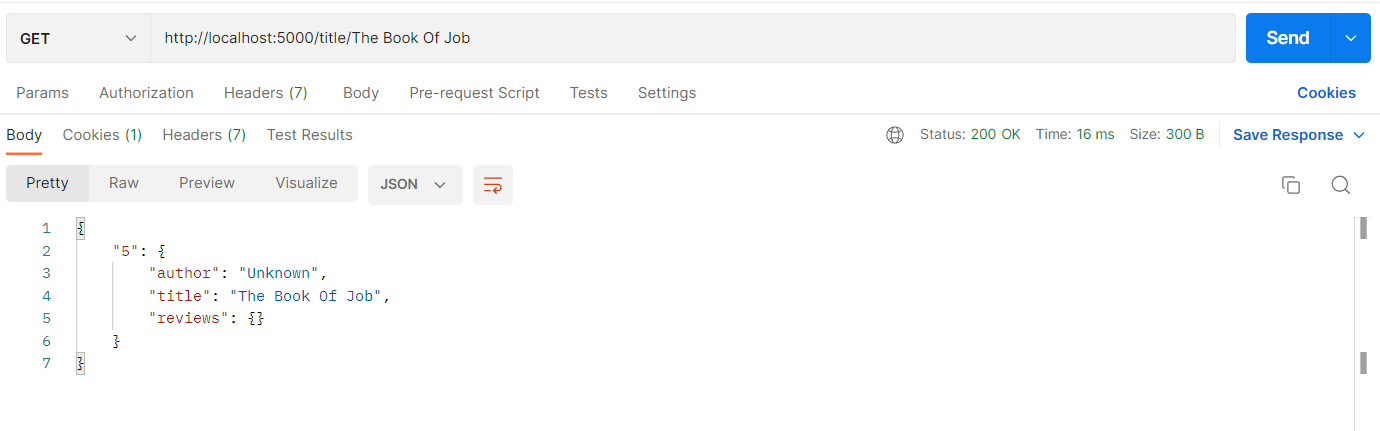 GET http://localhost:5000/title/The Book Of Job Send
Params Authorization Headers (7) Body Pre-request Script Tests Settings Cookies
Body Cookies (1) Headers (7) Test Results Status: 200 OK Time: 16 ms Size: 300 B Save Response
Pretty Raw Preview Visualize JSON
1 {
2 "5": {
3 "author": "Unknown",
4 "title": "The Book Of Job",
5 "reviews": {}
6 }
7 }